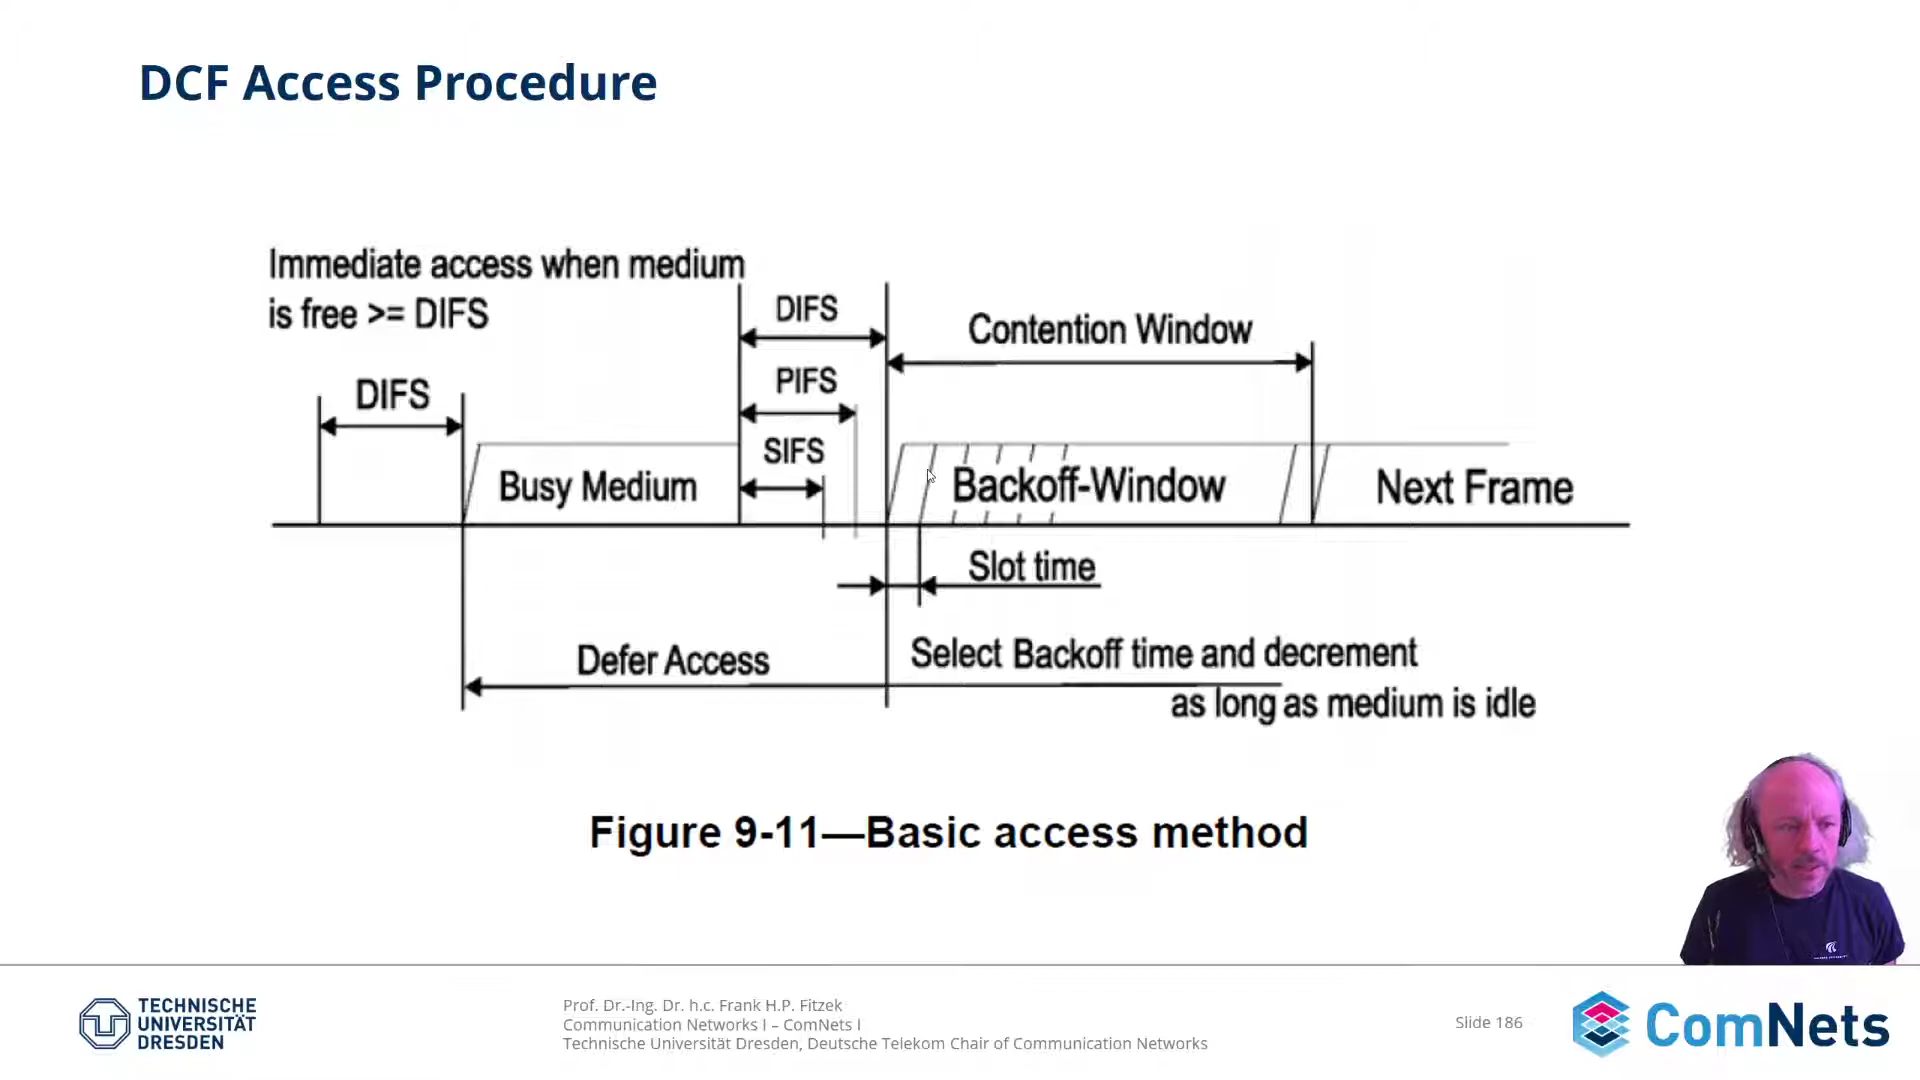 DCF Access Procedure
Immediate access when medium
is free >= DIFS
DIFS
DIFS
PIFS
SIFS
Contention Window
Busy Medium
Backoff-Window
Next Frame
Slot time
Defer Access
Select Backoff time and decrement
as long as medium is idle
Figure 9-11—Basic access method
TECHNISCHE
UNIVERSITÄT
DRESDEN
Prof. Dr.-Ing. Dr. h.c. Frank H.P. Fitzek
Communication Networks I – ComNets I
Technische Universität Dresden, Deutsche Telekom Chair of Communication Networks
Slide 186
ComNets